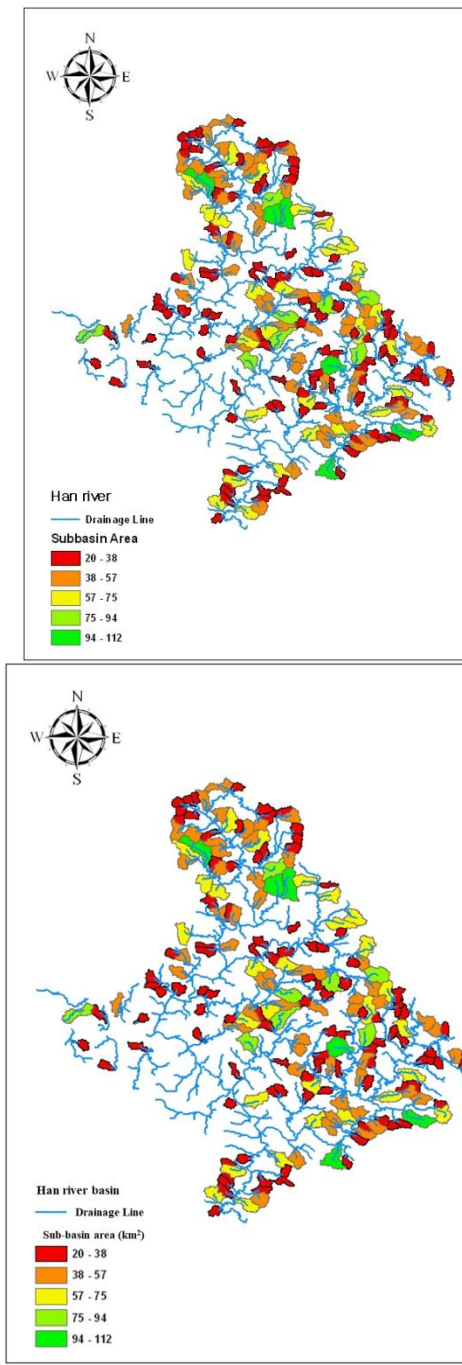 N
W E
S
Han river
Drainage Line
Subbasin Area
20 - 38
38 - 57
57 - 75
75 - 94
94 - 112
N
W E
S
Han river basin
Drainage Line
Sub-basin area (km²)
20 - 38
38 - 57
57 - 75
75 - 94
94 - 112